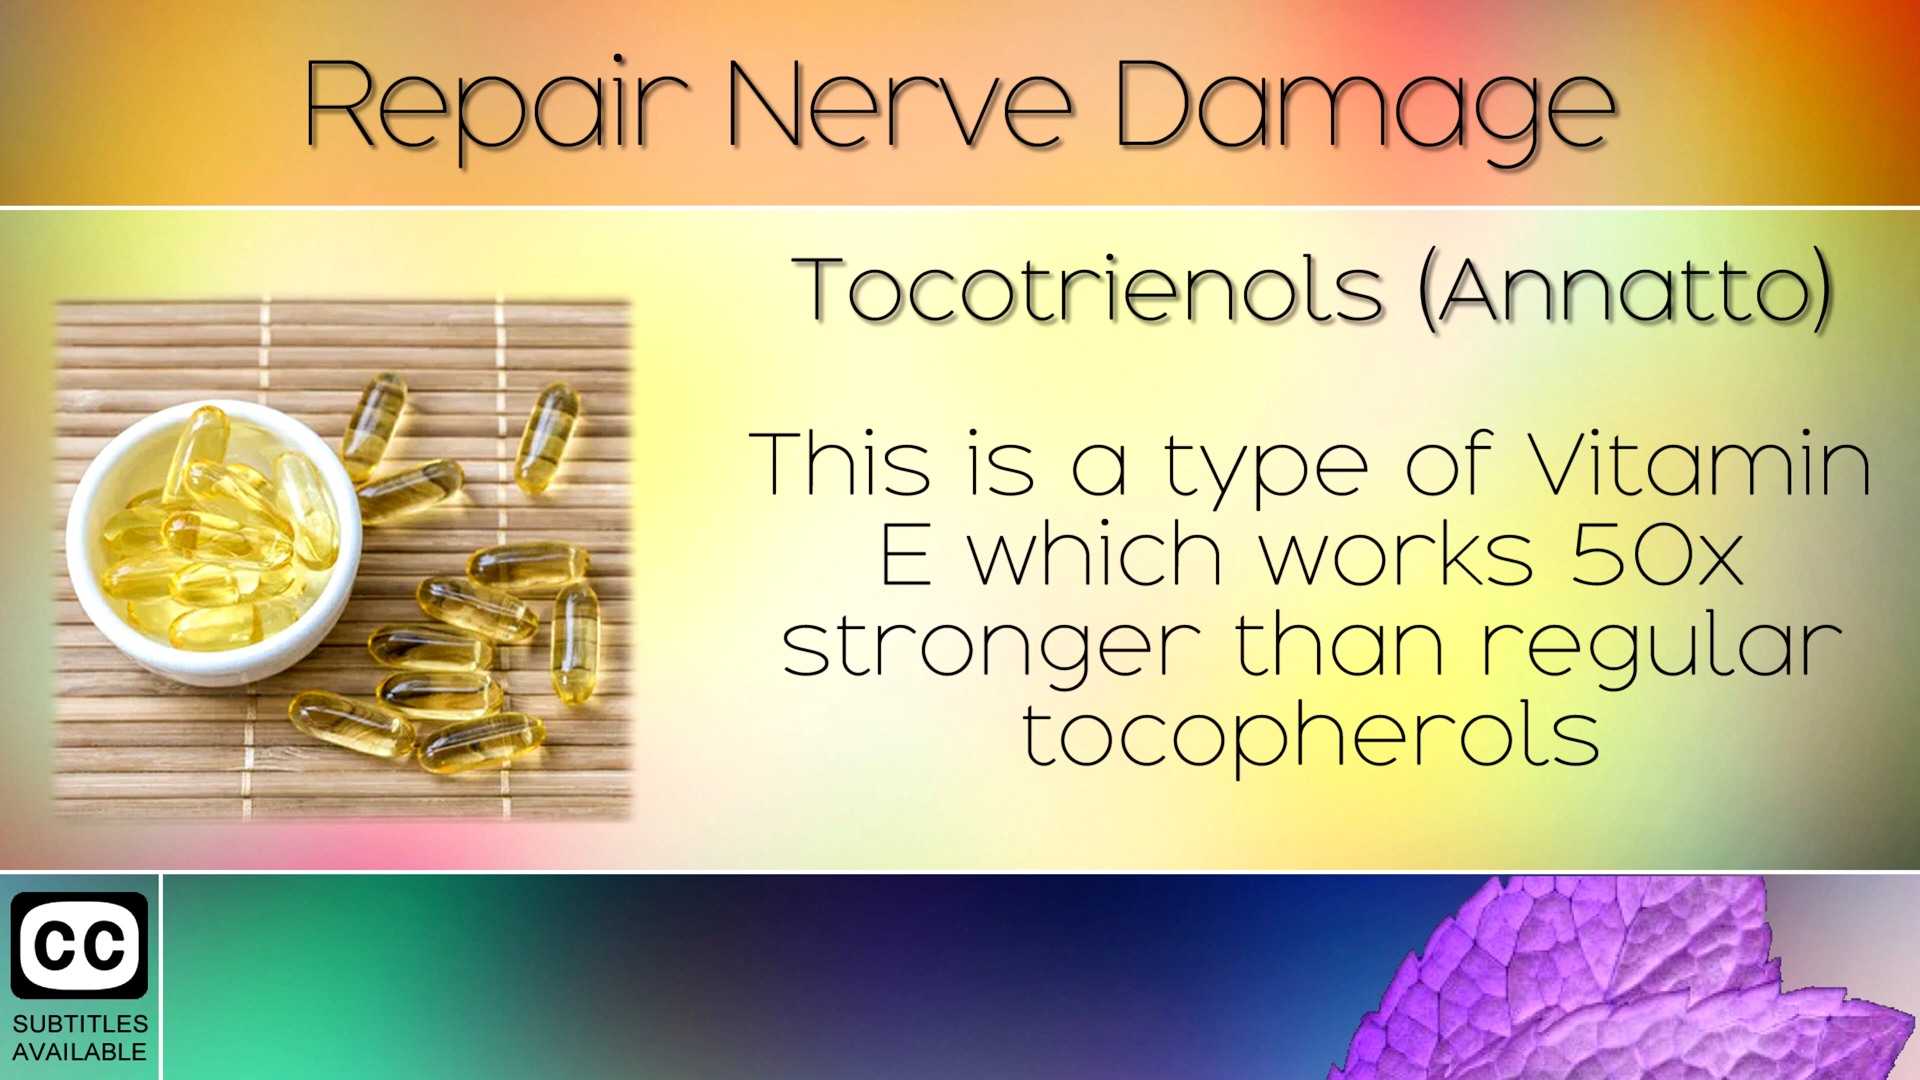 Repair Nerve Damage
Tocotrienols (Annatto)
This is a type of Vitamin
E which works 50x
stronger than regular
tocopherols
CC
SUBTITLES
AVAILABLE